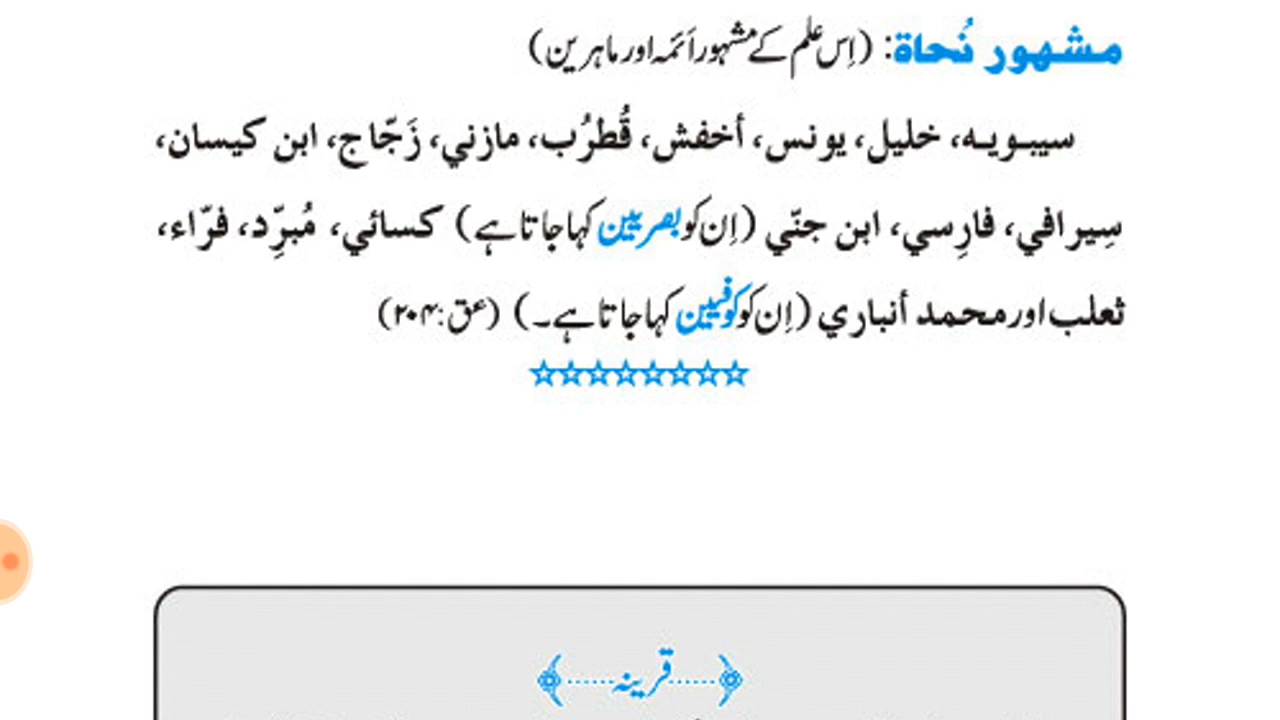 مشہور نُحاة: (اِس علم کے مشہور اَئمہ اور ماہرین)
سیبویہ، خلیل، یونس، أخفش، قُطرُب، مازني، زَجّاج، ابن کیسان،
سِیرافي، فارِسي، ابن جنّي (اِن کو بصریین کہا جاتا ہے) کسائي، مُبرِّد، فرّاء،
ثعلب اور محمد أنباري (اِن کو کوفیین کہا جاتا ہے۔) (عق:۲۰۴)
☆☆☆☆☆☆☆☆
﴿......قرینہ......﴾